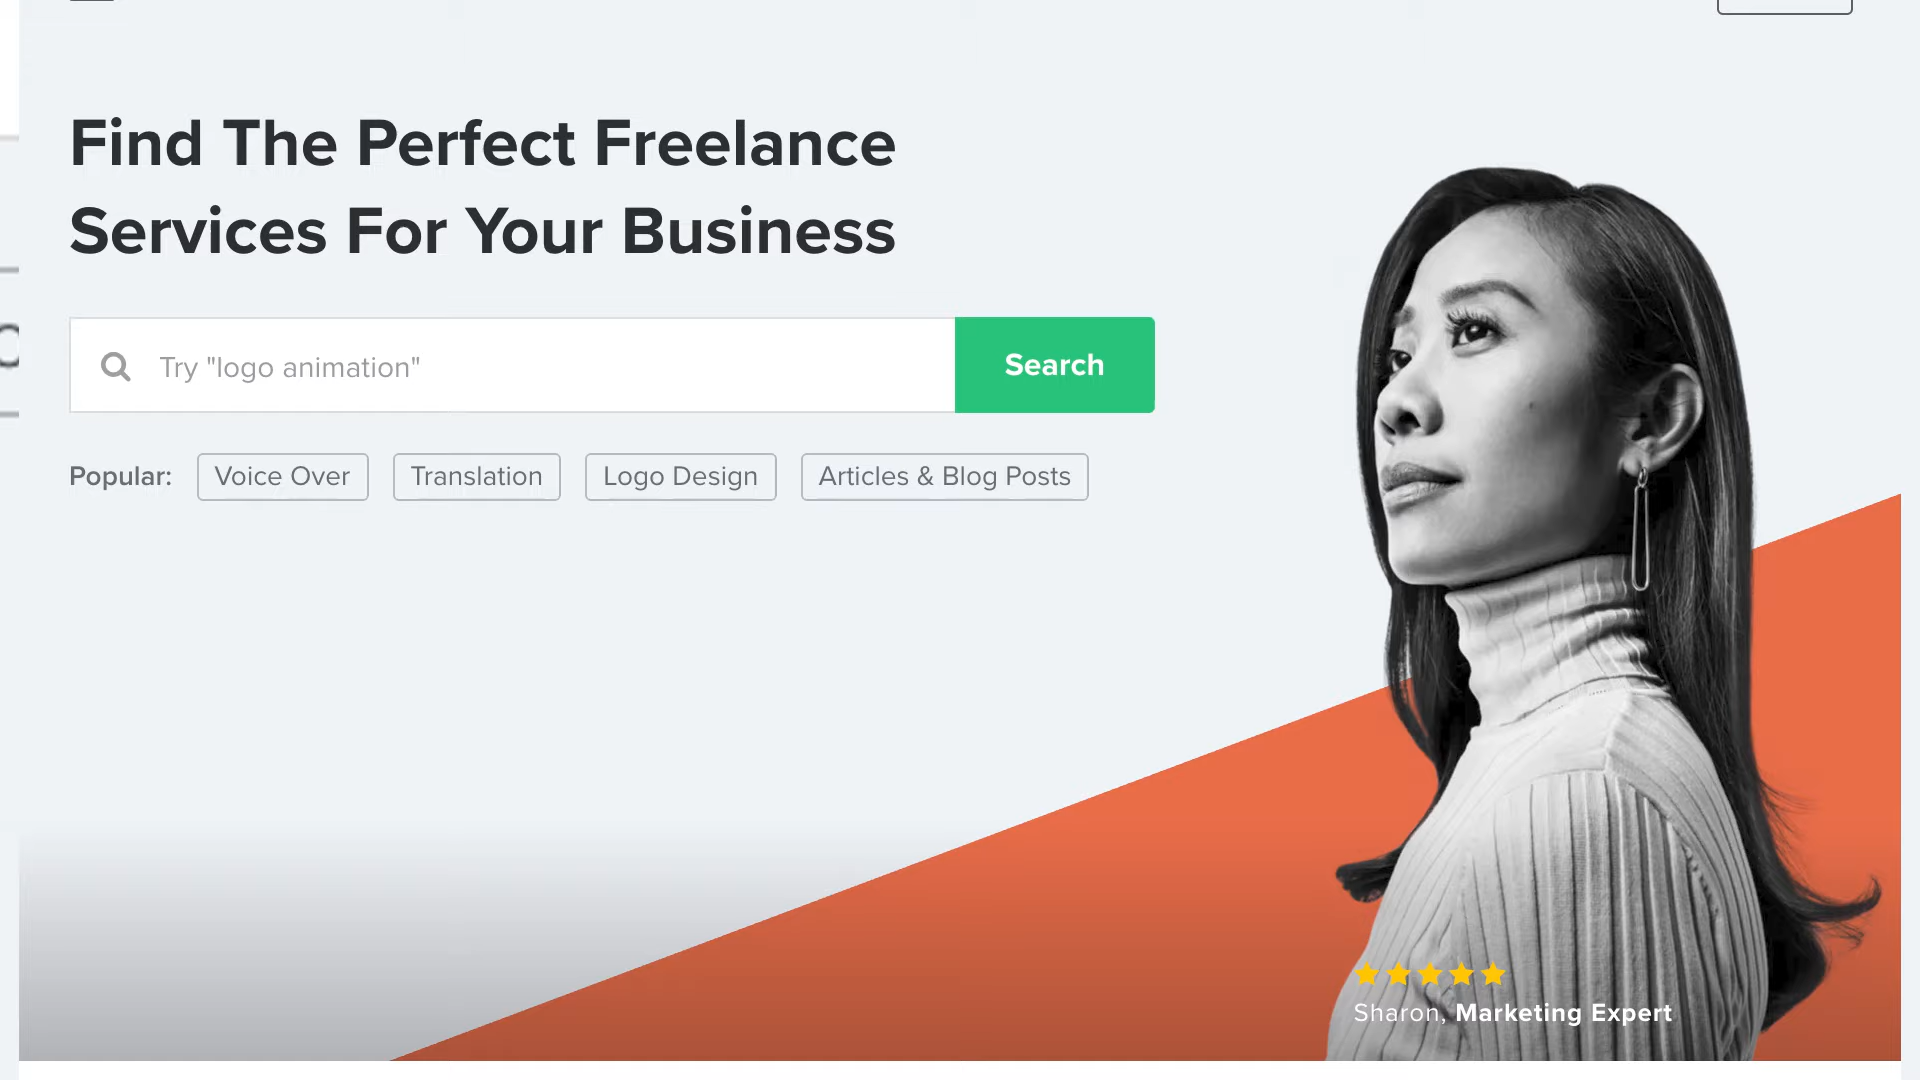 Find The Perfect Freelance
Services For Your Business
Try "logo animation"
Search
Popular:
Voice Over
Translation
Logo Design
Articles & Blog Posts
Sharon, Marketing Expert